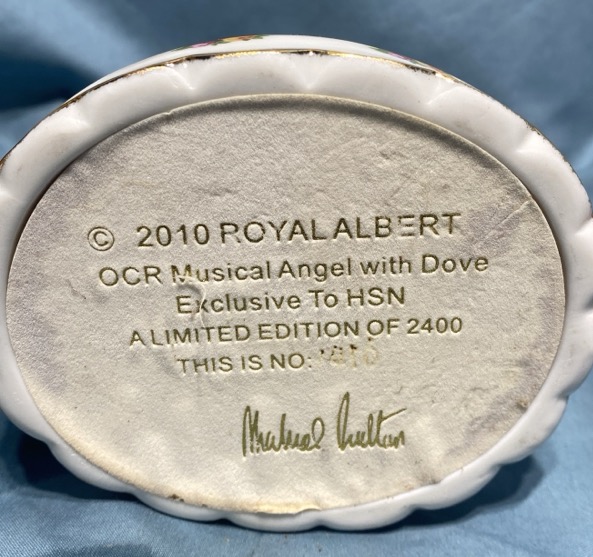 © 2010 ROYAL ALBERT
OCR Musical Angel with Dove
Exclusive To HSN
A LIMITED EDITION OF 2400
THIS IS NO: